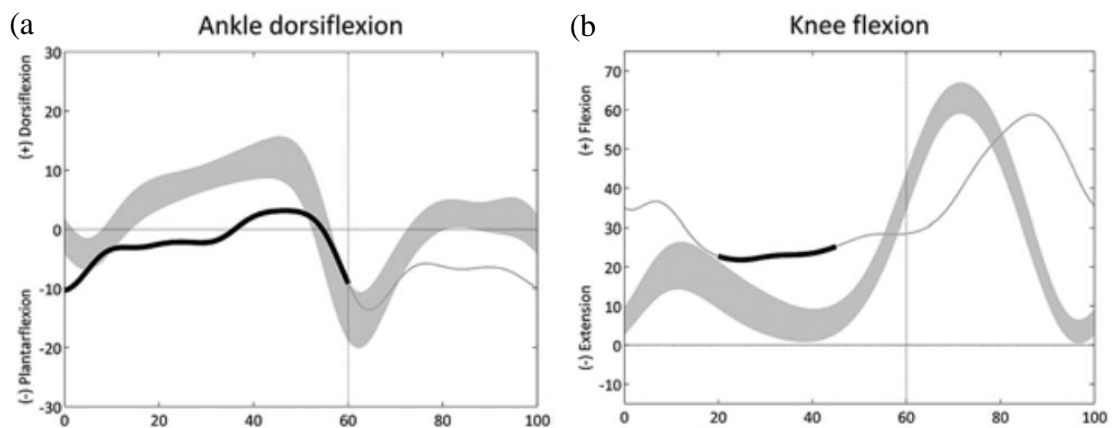 (a
Ankle dorsiflexion
(+) Dorsiflexion
(-) Plantarflexion
30
20
10
0
-10
-20
-30
0 20 40 60 80 100
(b)
Knee flexion
(+) Flexion
(-) Extension
70
60
50
40
30
20
10
0
-10
0 20 40 60 80 100